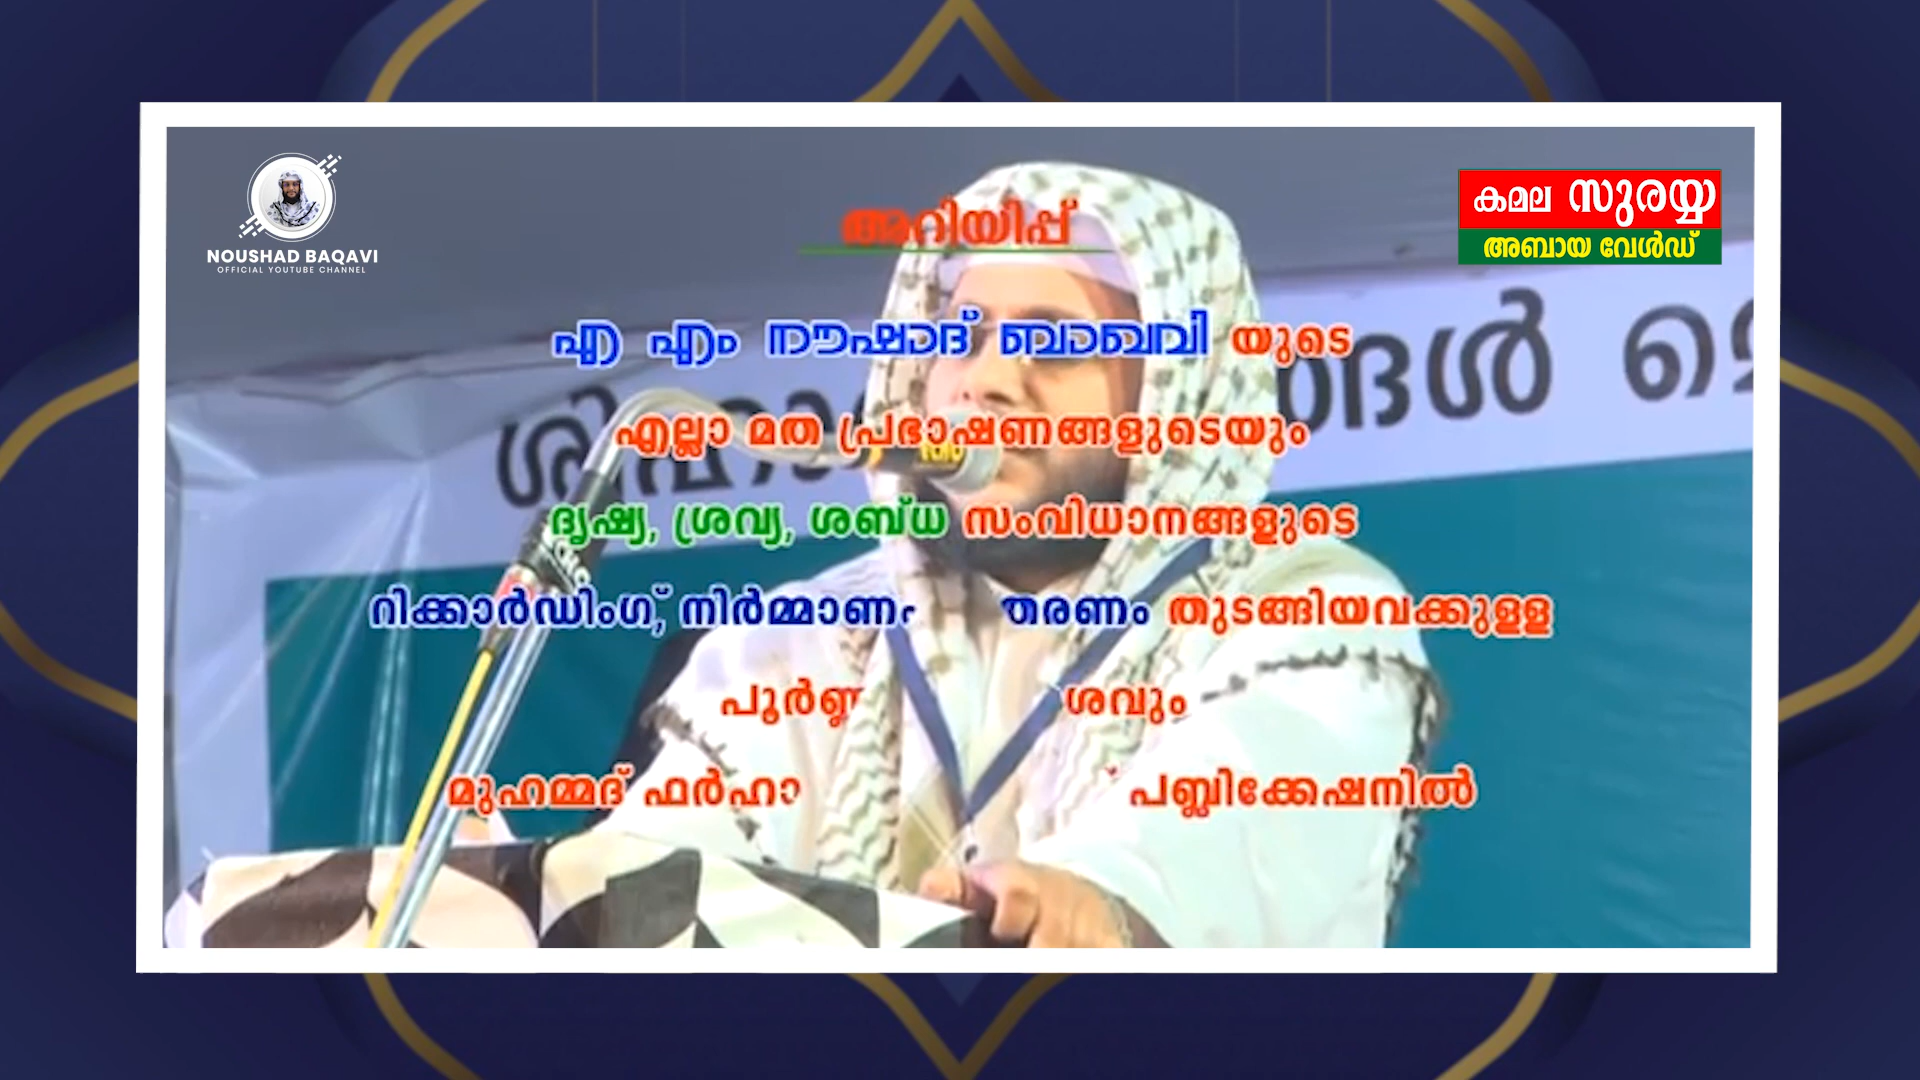 NOUSHAD BAQAVI
OFFICIAL YOUTUBE CHANNEL
കമല സുരയ്യ
അബായ വേൾഡ്
അറിയിപ്പ്
എ എം നൗഷാദ് ബാഖവി യുടെ
എല്ലാ മത പ്രഭാഷണങ്ങളുടെയും
ദൃഷ്യ, ശ്രവ്യ, ശബ്ധ സംവിധാനങ്ങളുടെ
റിക്കാർഡിംഗ്, നിർമ്മാണം തരണം തുടങ്ങിയവക്കുള്ള
പൂർണ്ണ ശവും
മുഹമ്മദ് ഫർഹാ പബ്ലിക്കേഷനിൽ